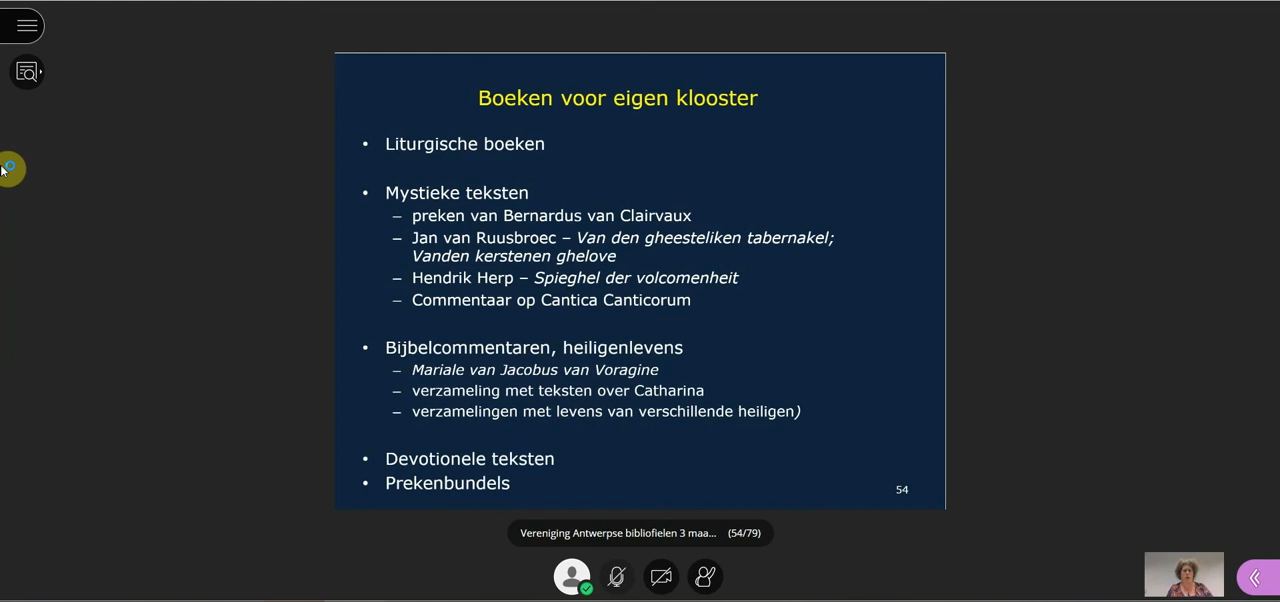 Boeken voor eigen klooster
• Liturgische boeken
• Mystieke teksten
– preken van Bernardus van Clairvaux
– Jan van Ruusbroec – Van den gheesteliken tabernakel;
Vanden kerstenen ghelove
– Hendrik Herp – Spieghel der volcomenheit
– Commentaar op Cantica Canticorum
• Bijbelcommentaren, heiligenlevens
– Mariale van Jacobus van Voragine
– verzameling met teksten over Catharina
– verzamelingen met levens van verschillende heiligen)
• Devotionele teksten
• Prekenbundels
54
Vereniging Antwerpse bibliofielen 3 maa... (54/79)